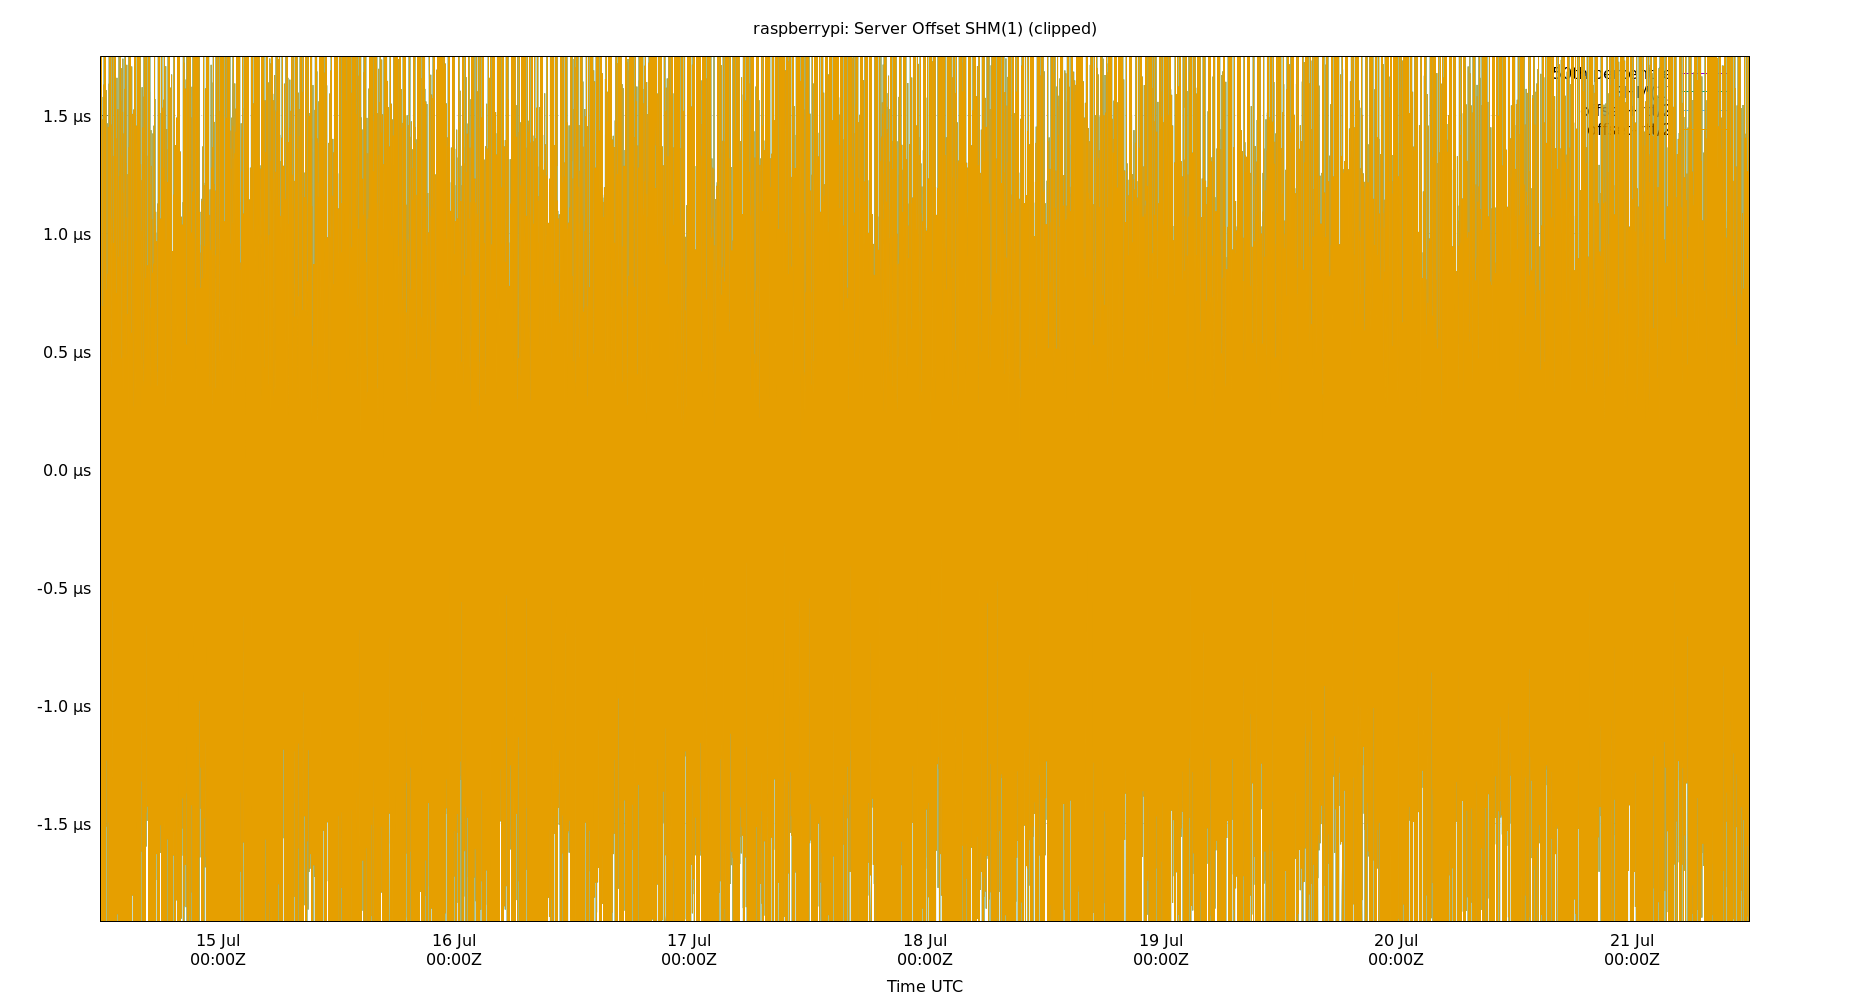 raspberrypi: Server Offset SHM(1) (clipped)
1.5 µs
1.0 µs
0.5 µs
0.0 µs
-0.5 µs
-1.0 µs
-1.5 µs
15 Jul 16 Jul 17 Jul 18 Jul 19 Jul 20 Jul 21 Jul
00:00Z 00:00Z 00:00Z 00:00Z 00:00Z 00:00Z 00:00Z
Time UTC